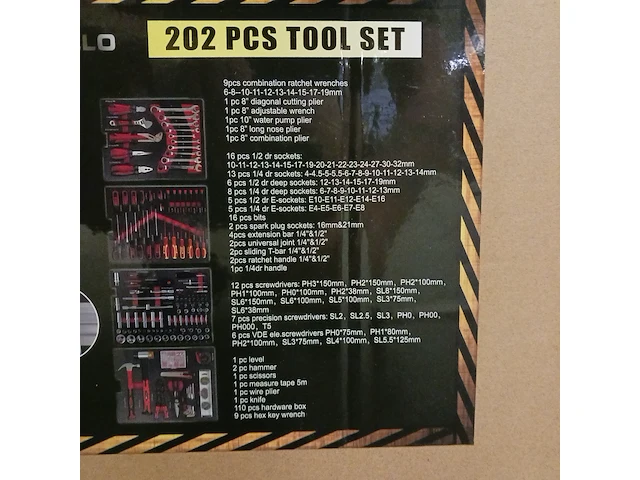 LO
202 PCS TOOL SET
9pcs combination ratchet wrenches
6-8--10-11-12-13-14-15-17-19mm
1 pc 8" diagonal cutting plier
1 pc 8" adjustable wrench
1pc 10" water pump plier
1pc 8" long nose plier
1pc 8" combination plier
16 pcs 1/2 dr sockets:
10-11-12-13-14-15-17-19-20-21-22-23-24-27-30-32mm
13 pcs 1/4 dr sockets: 4-4.5-5-5.5-6-7-8-9-10-11-12-13-14mm
6 pcs 1/2 dr deep sockets: 12-13-14-15-17-19mm
8 pcs 1/4 dr deep sockets: 6-7-8-9-10-11-12-13mm
5 pcs 1/2 dr E-sockets: E10-E11-E12-E14-E16
5 pcs 1/4 dr E-sockets: E4-E5-E6-E7-E8
16 pcs bits
2 pcs spark plug sockets: 16mm&21mm
4pcs extension bar 1/4"&1/2"
2pcs universal joint 1/4"&1/2"
2pc sliding T-bar 1/4"&1/2"
2pcs ratchet handle 1/4"&1/2"
1pc 1/4dr handle
12 pcs screwdrivers: PH3*150mm, PH2*150mm, PH2*100mm,
PH1*100mm, PH0*100mm, PH2*38mm, SL8*150mm,
SL6*150mm, SL6*100mm, SL5*100mm, SL3*75mm,
SL6*38mm
7 pcs precision screwdrivers: SL2, SL2.5, SL3, PH0, PH00,
PH000, T5
6 pcs VDE ele.screwdrivers PH0*75mm, PH1*80mm,
PH2*100mm, SL3*75mm, SL4*100mm, SL5.5*125mm
1 pc level
2 pc hammer
1 pc scissors
1 pc measure tape 5m
1 pc wire plier
1 pc knife
110 pcs hardware box
9 pcs hex key wrench